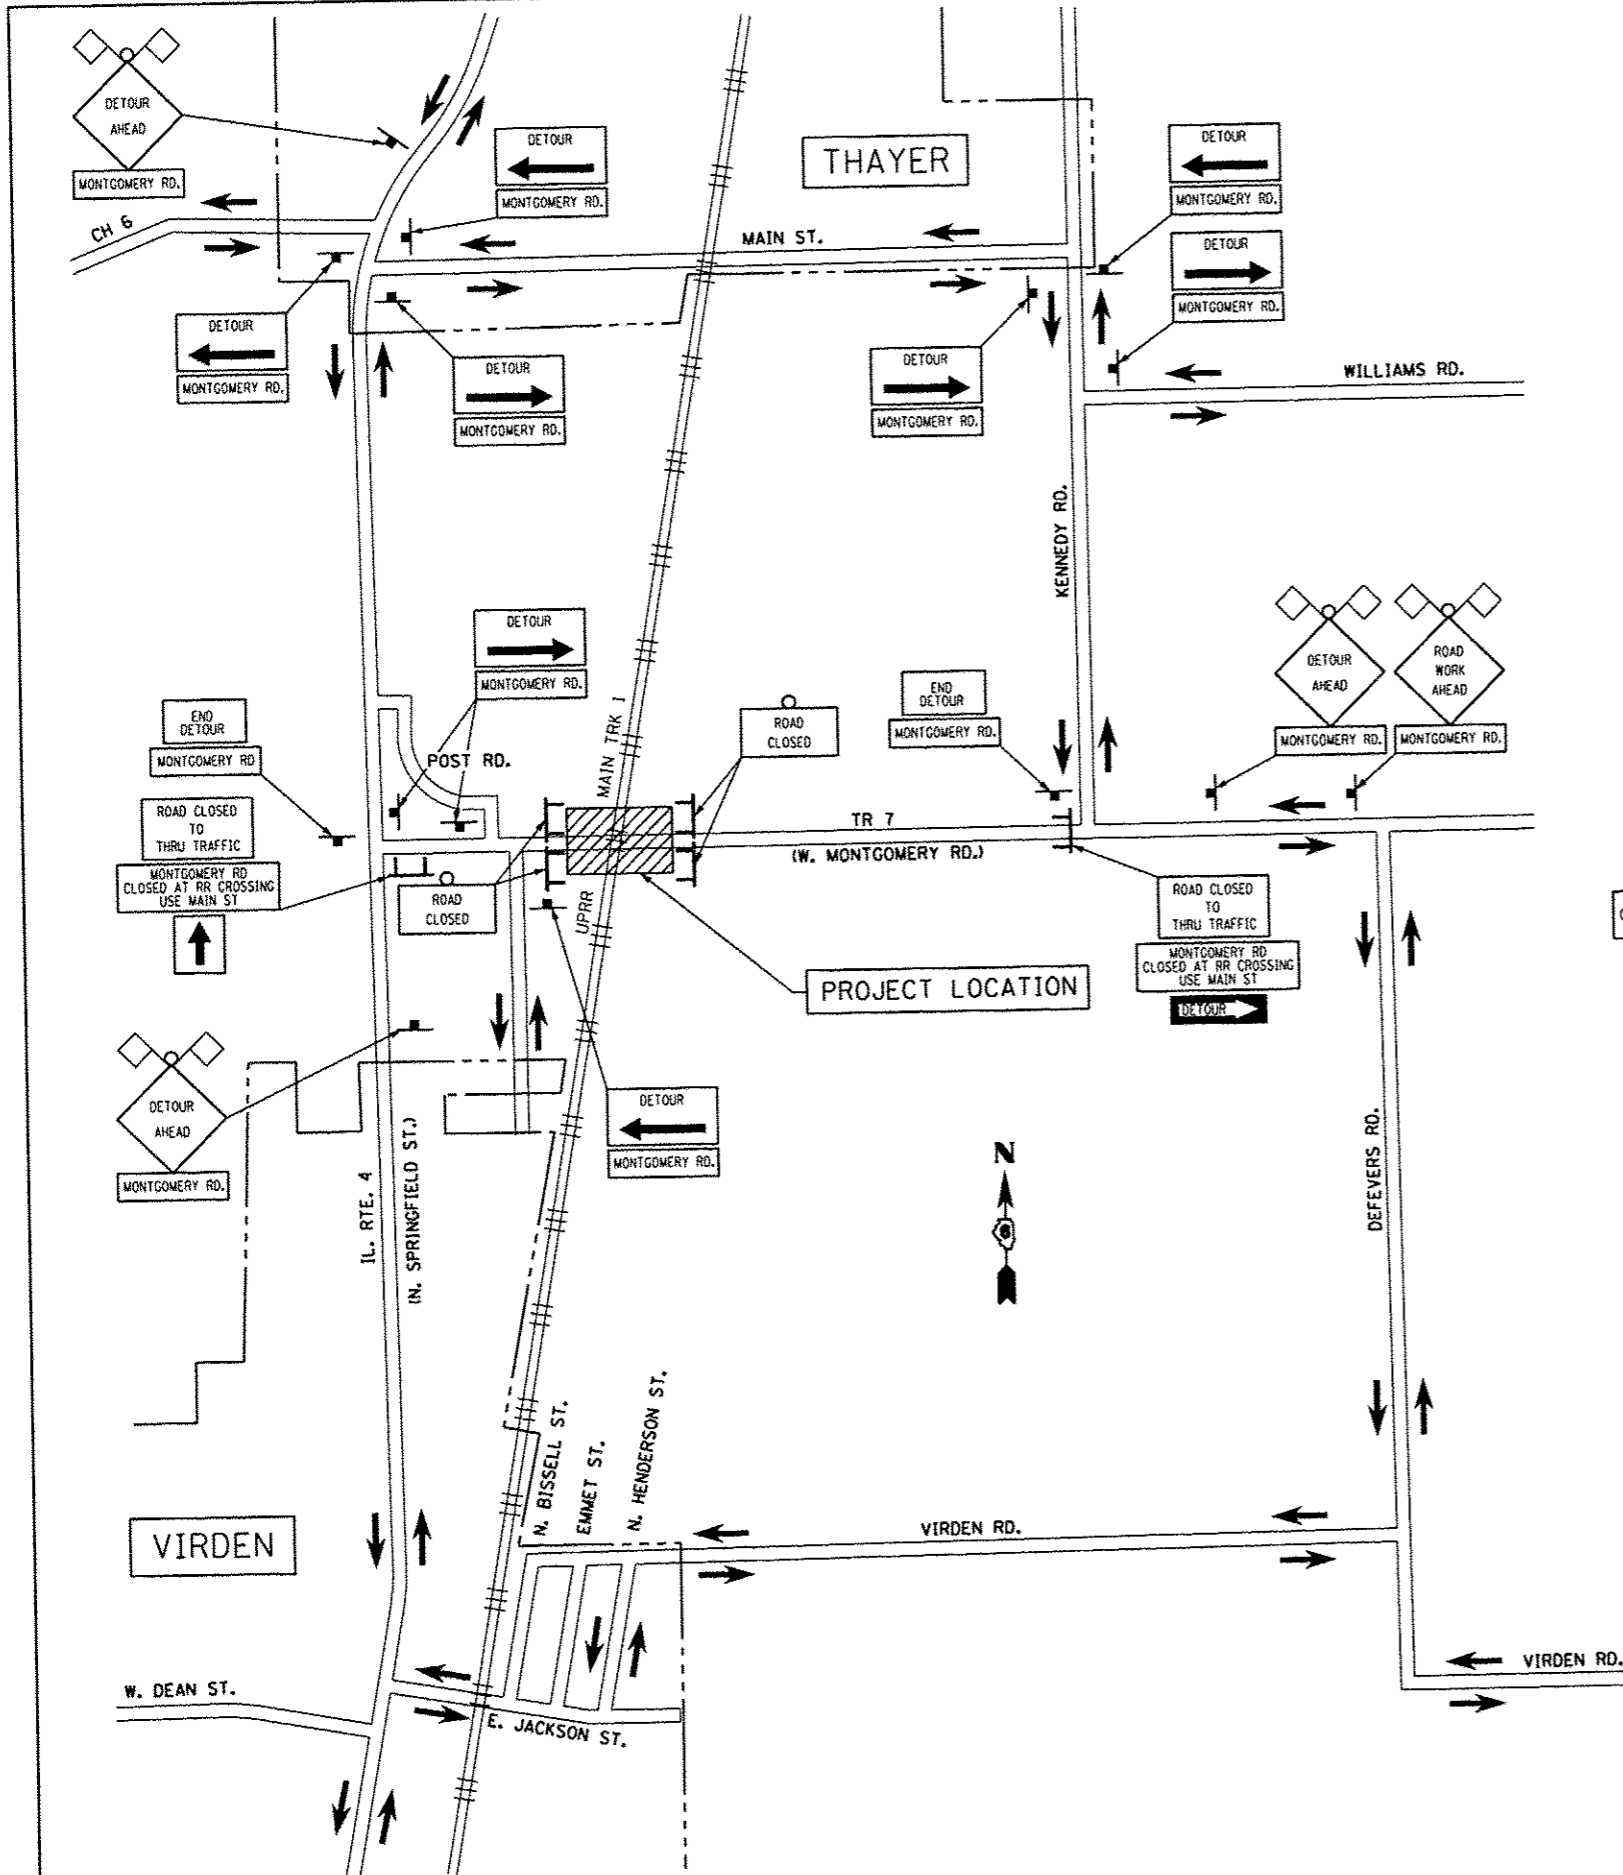 DETOUR
AHEAD
MONTGOMERY RD.
CH 6
DETOUR
MONTGOMERY RD.
THAYER
DETOUR
MONTGOMERY RD.
MAIN ST.
DETOUR
MONTGOMERY RD.
DETOUR
MONTGOMERY RD.
DETOUR
MONTGOMERY RD.
DETOUR
MONTGOMERY RD.
WILLIAMS RD.
KENNEDY RD.
DETOUR
MONTGOMERY RD.
END
DETOUR
MONTGOMERY RD
POST RD.
MAIN TRK 1
ROAD
CLOSED
END
DETOUR
MONTGOMERY RD.
DETOUR
AHEAD
MONTGOMERY RD.
ROAD
WORK
AHEAD
MONTGOMERY RD.
ROAD CLOSED
TO
THRU TRAFFIC
MONTGOMERY RD
CLOSED AT RR CROSSING
USE MAIN ST
ROAD
CLOSED
UPRR
TR 7
(W. MONTGOMERY RD.)
PROJECT LOCATION
ROAD CLOSED
TO
THRU TRAFFIC
MONTGOMERY RD
CLOSED AT RR CROSSING
USE MAIN ST
DETOUR
DETOUR
AHEAD
MONTGOMERY RD.
DETOUR
MONTGOMERY RD.
IL. RTE. 4
(N. SPRINGFIELD ST.)
N
DEFEVERS RD.
N. BISSELL ST.
EMMET ST.
N. HENDERSON ST.
VIRDEN
VIRDEN RD.
VIRDEN RD.
W. DEAN ST.
E. JACKSON ST.